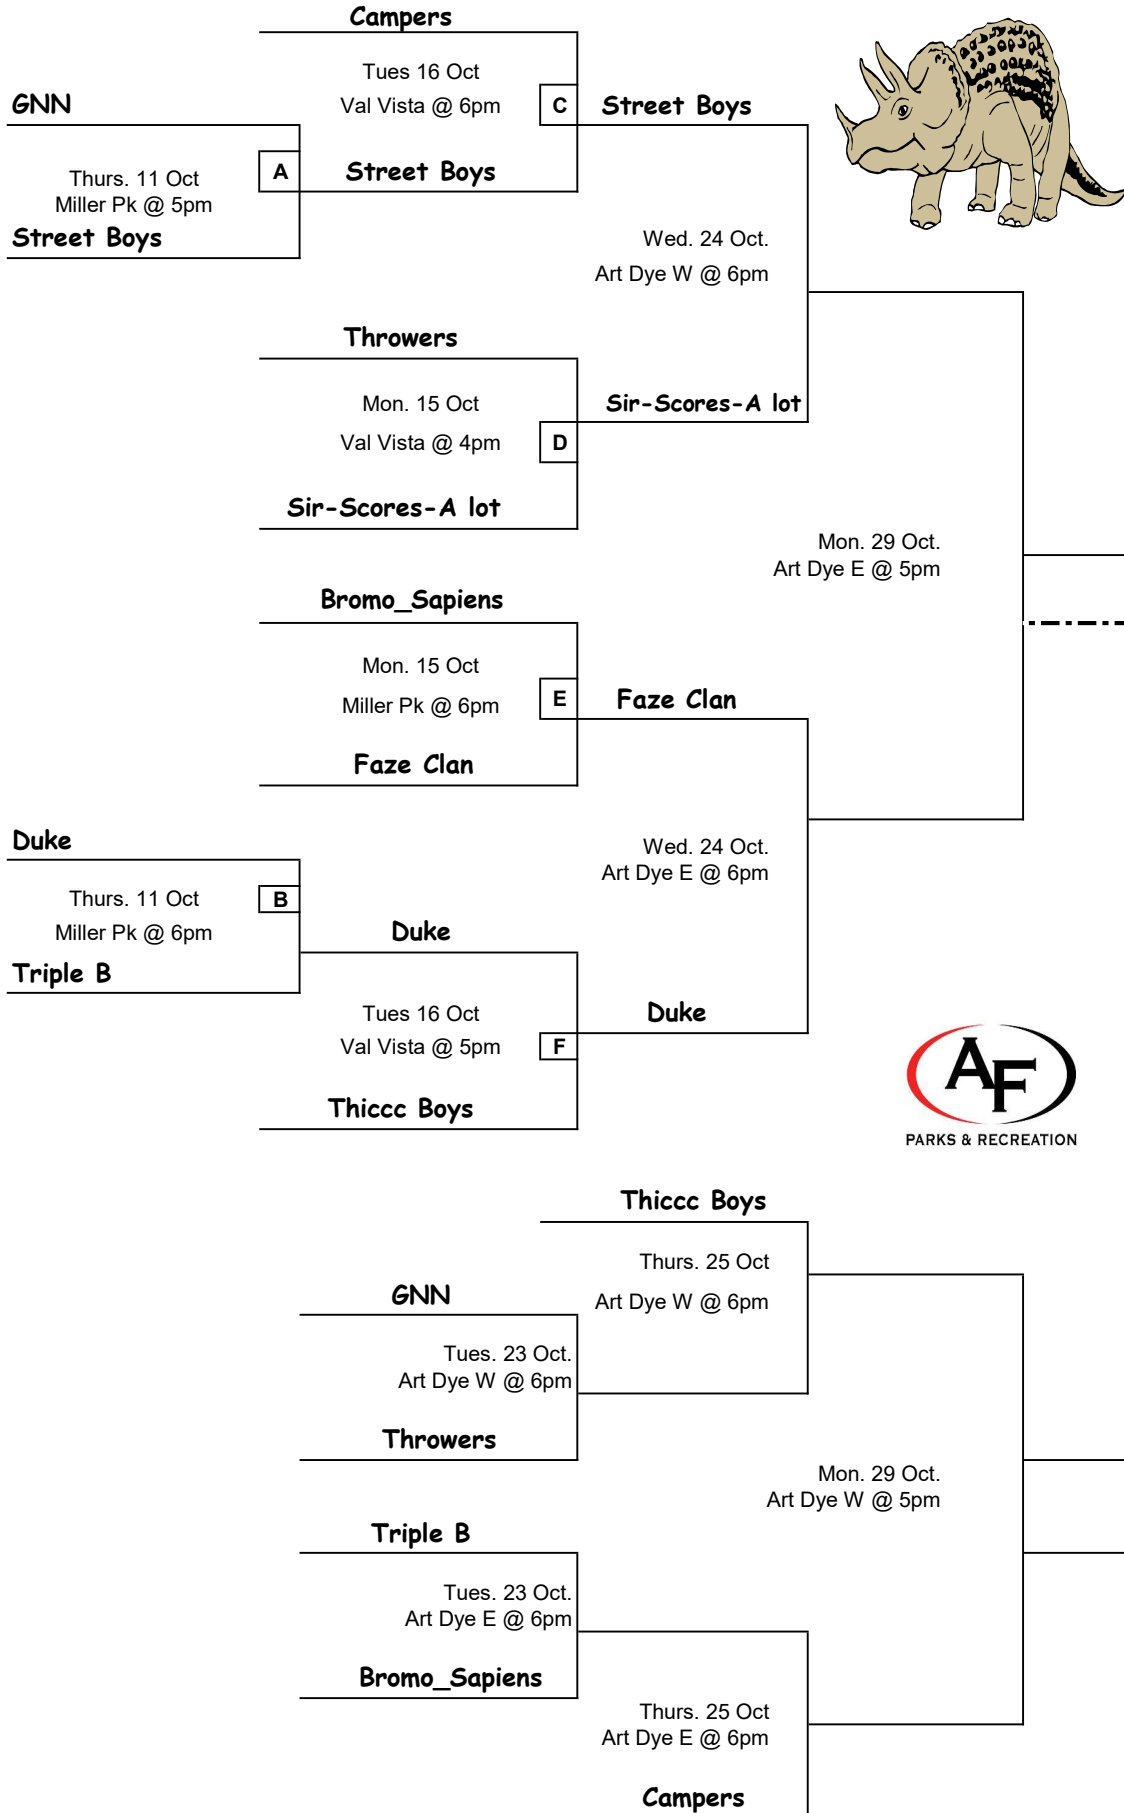 Campers
Tues 16 Oct
Val Vista @ 6pm
C
Street Boys
GNN
Thurs. 11 Oct
Miller Pk @ 5pm
A
Street Boys
Street Boys
Wed. 24 Oct.
Art Dye W @ 6pm
Throwers
Mon. 15 Oct
Val Vista @ 4pm
D
Sir-Scores-A lot
Sir-Scores-A lot
Mon. 29 Oct.
Art Dye E @ 5pm
Bromo_Sapiens
Mon. 15 Oct
Miller Pk @ 6pm
E
Faze Clan
Faze Clan
Duke
Thurs. 11 Oct
Miller Pk @ 6pm
B
Triple B
Wed. 24 Oct.
Art Dye E @ 6pm
Duke
Tues 16 Oct
Val Vista @ 5pm
F
Duke
Thiccc Boys
AF
PARKS & RECREATION
Thiccc Boys
Thurs. 25 Oct
Art Dye W @ 6pm
GNN
Tues. 23 Oct.
Art Dye W @ 6pm
Throwers
Mon. 29 Oct.
Art Dye W @ 5pm
Triple B
Tues. 23 Oct.
Art Dye E @ 6pm
Bromo_Sapiens
Thurs. 25 Oct
Art Dye E @ 6pm
Campers